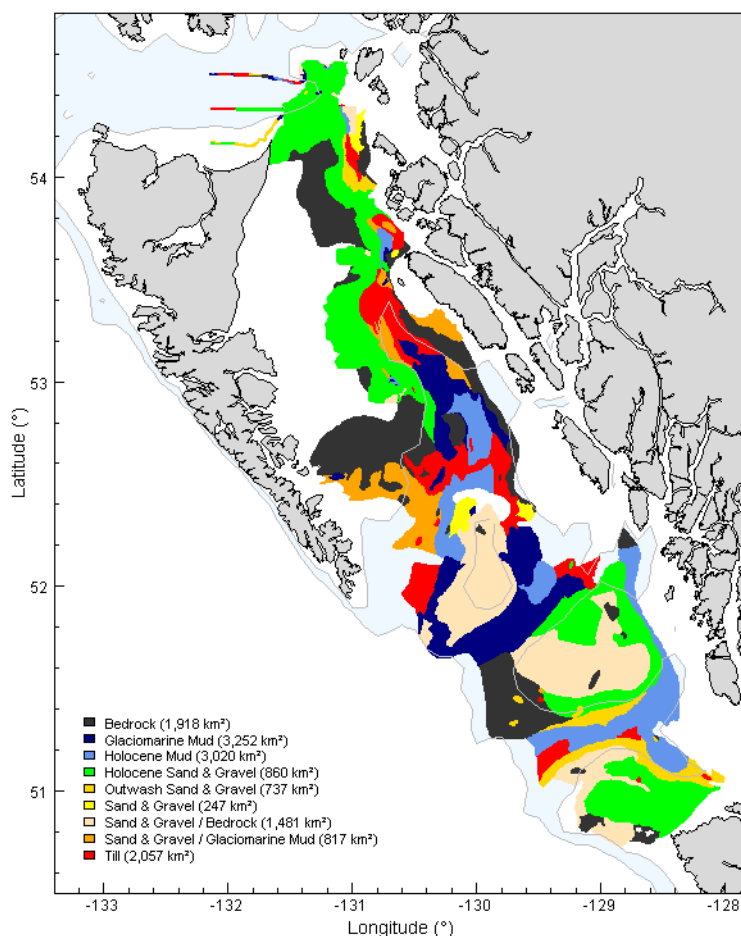 54
53
52
51
Latitude (°)
Bedrock (1,918 km²)
Glaciomarine Mud (3,252 km²)
Holocene Mud (3,020 km²)
Holocene Sand & Gravel (860 km²)
Outwash Sand & Gravel (737 km²)
Sand & Gravel (247 km²)
Sand & Gravel / Bedrock (1,481 km²)
Sand & Gravel / Glaciomarine Mud (817 km²)
Till (2,057 km²)
-133 -132 -131 -130 -129 -128
Longitude (°)